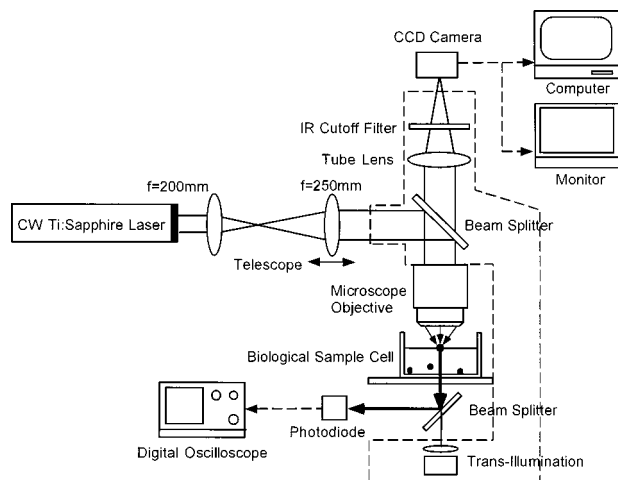 CCD Camera
Computer
IR Cutoff Filter
Tube Lens
Monitor
f=200mm
f=250mm
CW Ti:Sapphire Laser
Beam Splitter
Telescope
Microscope
Objective
Biological Sample Cell
Beam Splitter
Photodiode
Digital Oscilloscope
Trans-Illumination